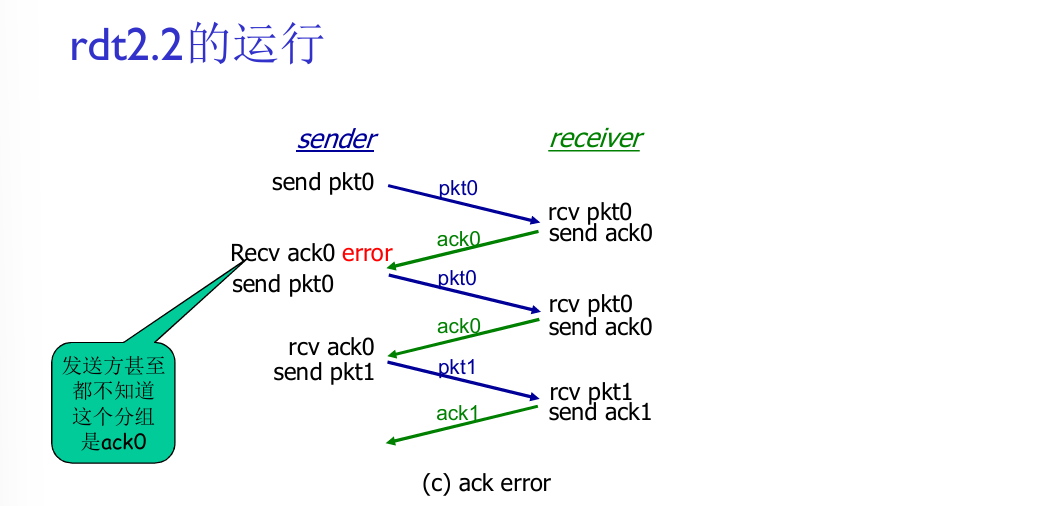 rdt2.2的运行
sender
receiver
send pkt0
pkt0
rcv pkt0
send ack0
ack0
Recv ack0 error
send pkt0
pkt0
rcv pkt0
send ack0
ack0
rcv ack0
send pkt1
pkt1
rcv pkt1
send ack1
ack1
发送方甚至
都不知道
这个分组
是ack0
(c) ack error